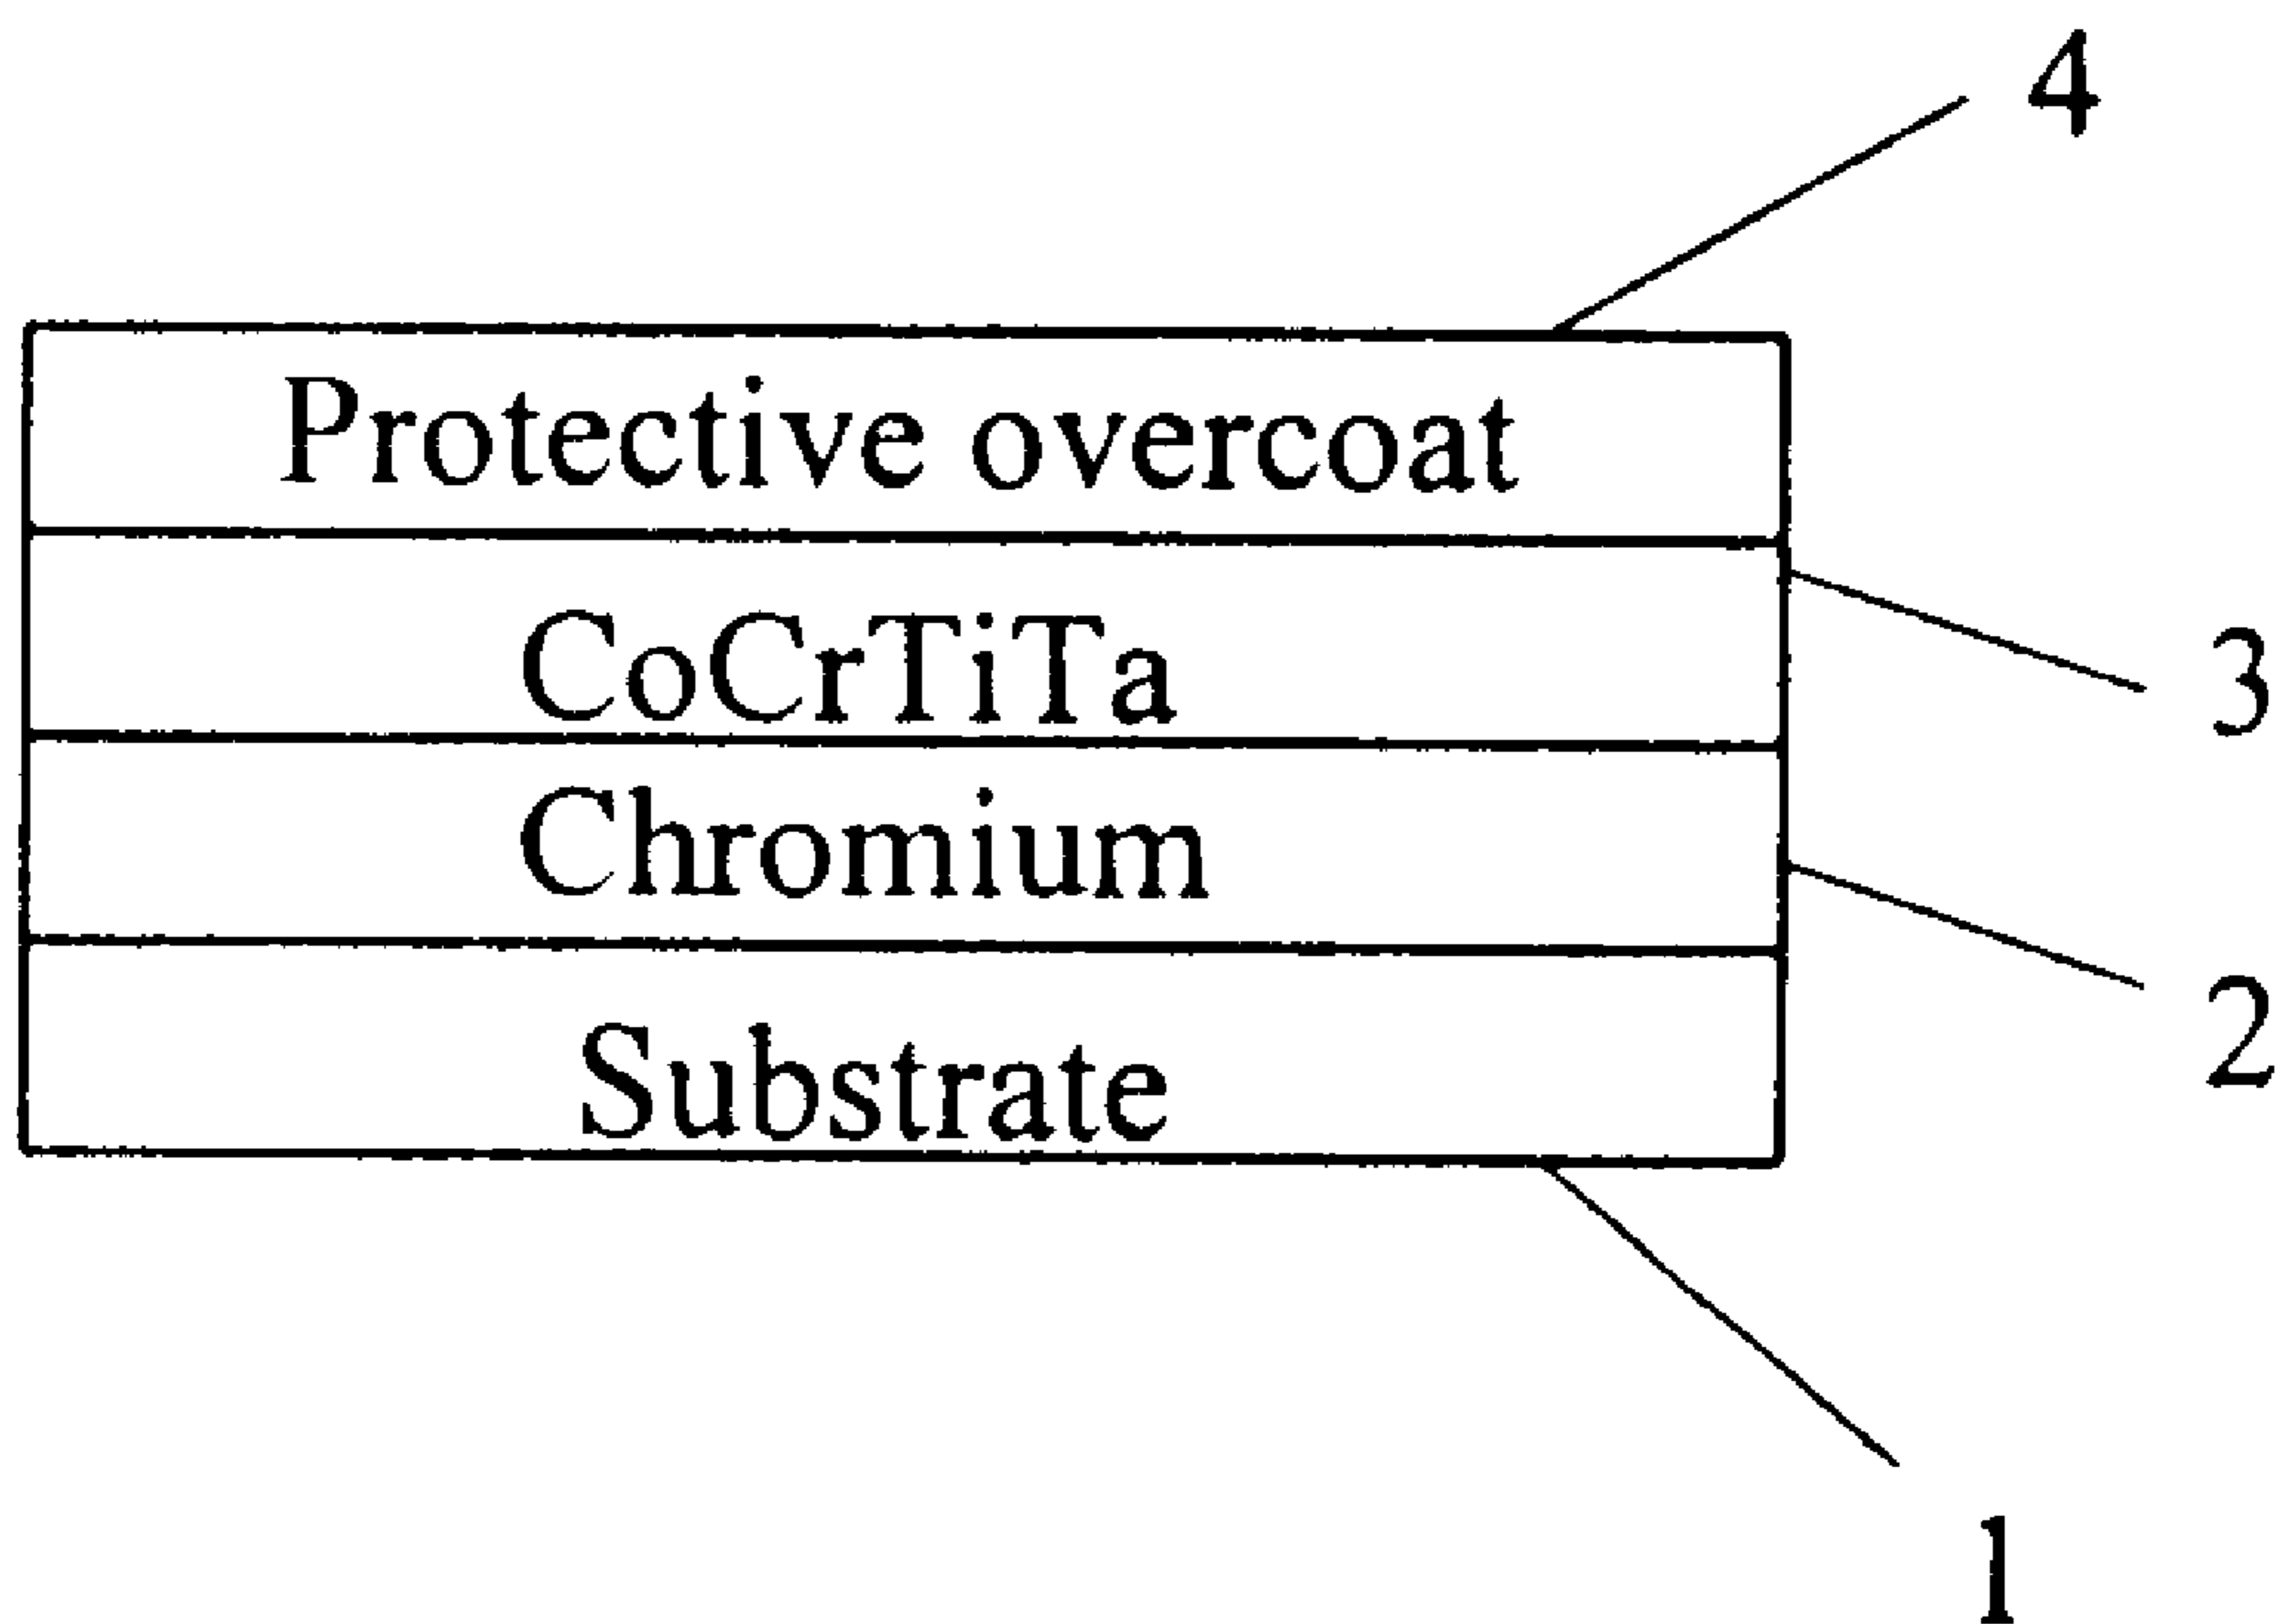 4
Protective overcoat
CoCrTiTa
3
Chromium
2
Substrate
1